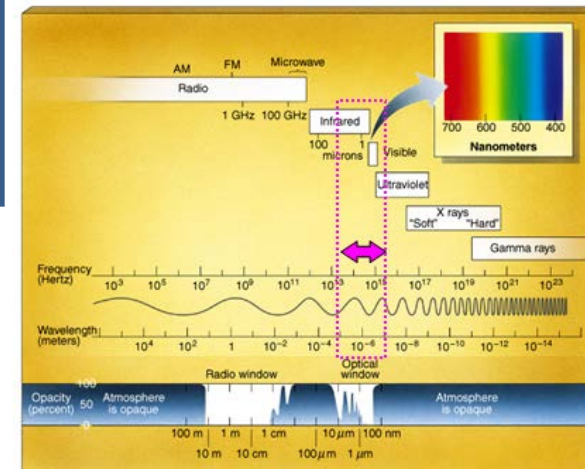 AM FM Microwave
Radio
1 GHz 100 GHz
Infrared
100 1
microns
Visible
700 600 500 400
Nanometers
Ultraviolet
X rays
"Soft" "Hard"
Gamma rays
Frequency
(Hertz)
10³ 10⁵ 10⁷ 10⁹ 10¹¹ 10¹³ 10¹⁵ 10¹⁷ 10¹⁹ 10²¹ 10²³
Wavelength
(meters)
10⁴ 10² 1 10⁻² 10⁻⁴ 10⁻⁶ 10⁻⁸ 10⁻¹⁰ 10⁻¹² 10⁻¹⁴
Radio window
Optical
window
Opacity
(percent)
100
50
0
Atmosphere
is opaque
Atmosphere
is opaque
100 m 1 m 1 cm 10 μm 100 nm
10 m 10 cm 100 μm 1 μm